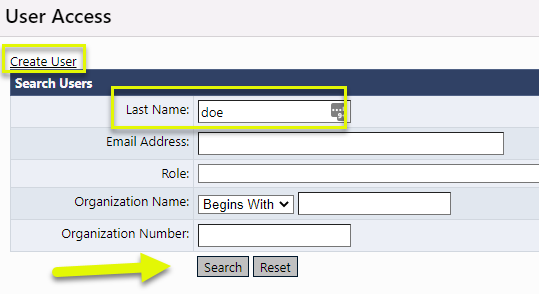 User Access
Create User
Search Users
Last Name: doe
Email Address:
Role:
Organization Name: Begins With
Organization Number:
Search Reset